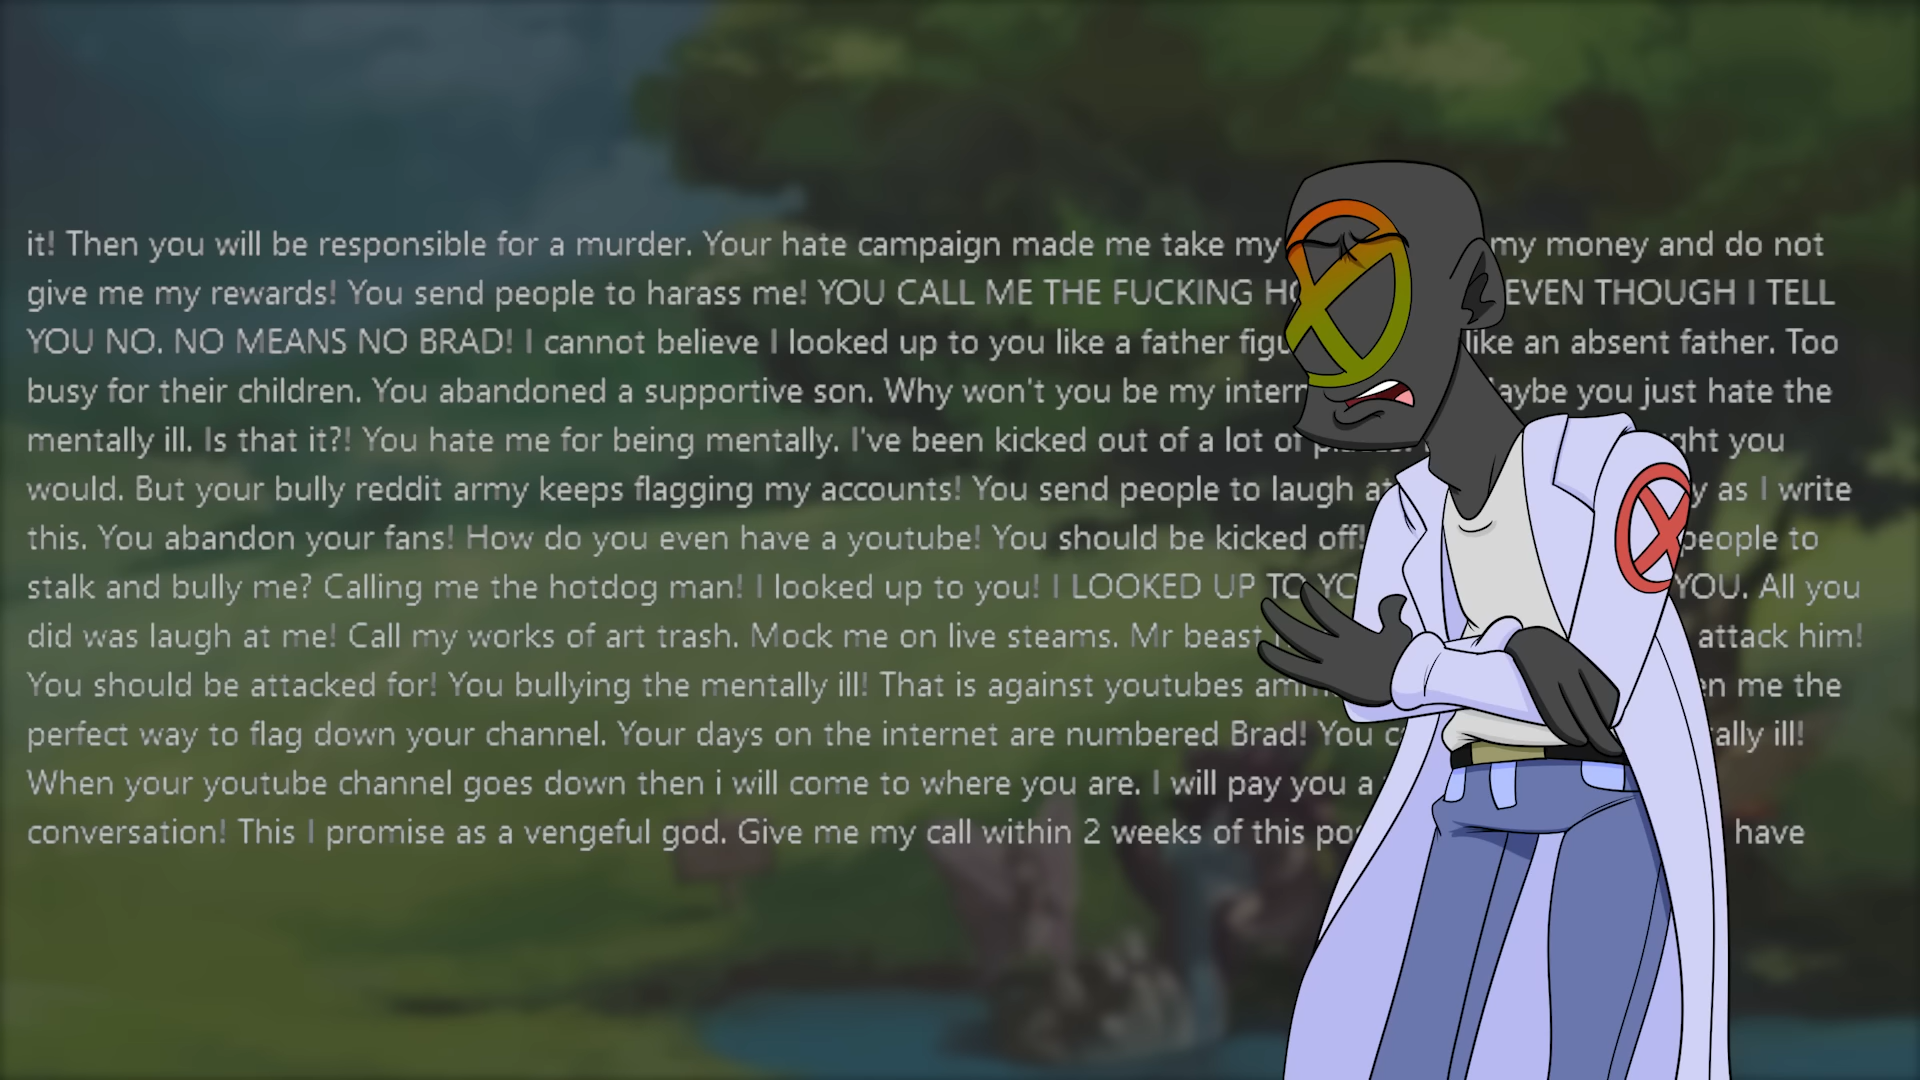 it! Then you will be responsible for a murder. Your hate campaign made me take my my money and do not
give me my rewards! You send people to harass me! YOU CALL ME THE FUCKING EVEN THOUGH I TELL
YOU NO. NO MEANS NO BRAD! I cannot believe I looked up to you like a father like an absent father. Too
busy for their children. You abandoned a supportive son. Why won't you be my you just hate the
mentally ill. Is that it?! You hate me for being mentally. I've been kicked out of a lot of you
would. But your bully reddit army keeps flagging my accounts! You send people to laugh at as I write
this. You abandon your fans! How do you even have a youtube! You should be kicked off! people to
stalk and bully me? Calling me the hotdog man! I looked up to you! I LOOKED UP TO YOU. All you
did was laugh at me! Call my works of art trash. Mock me on live steams. Mr beast attack him!
You should be attacked for! You bullying the mentally ill! That is against youtubes me the
perfect way to flag down your channel. Your days on the internet are numbered Brad! You ill!
When your youtube channel goes down then i will come to where you are. I will pay you a
conversation! This I promise as a vengeful god. Give me my call within 2 weeks of this have